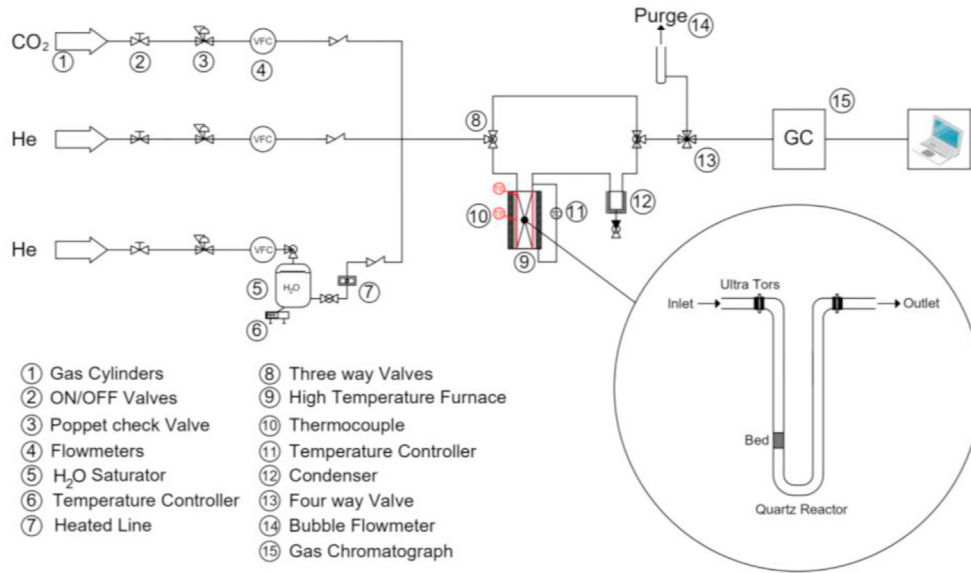 Purge ⑭
CO₂
① ② ③ VFC ④
⑧
⑮
He
VFC
GC
⑬
⑩ ⑪ ⑫
⑨
He
VFC
⑤ H₂O
⑦
⑥
Ultra Tors
Inlet
Outlet
Bed
Quartz Reactor
① Gas Cylinders
② ON/OFF Valves
③ Poppet check Valve
④ Flowmeters
⑤ H₂O Saturator
⑥ Temperature Controller
⑦ Heated Line
⑧ Three way Valves
⑨ High Temperature Furnace
⑩ Thermocouple
⑪ Temperature Controller
⑫ Condenser
⑬ Four way Valve
⑭ Bubble Flowmeter
⑮ Gas Chromatograph